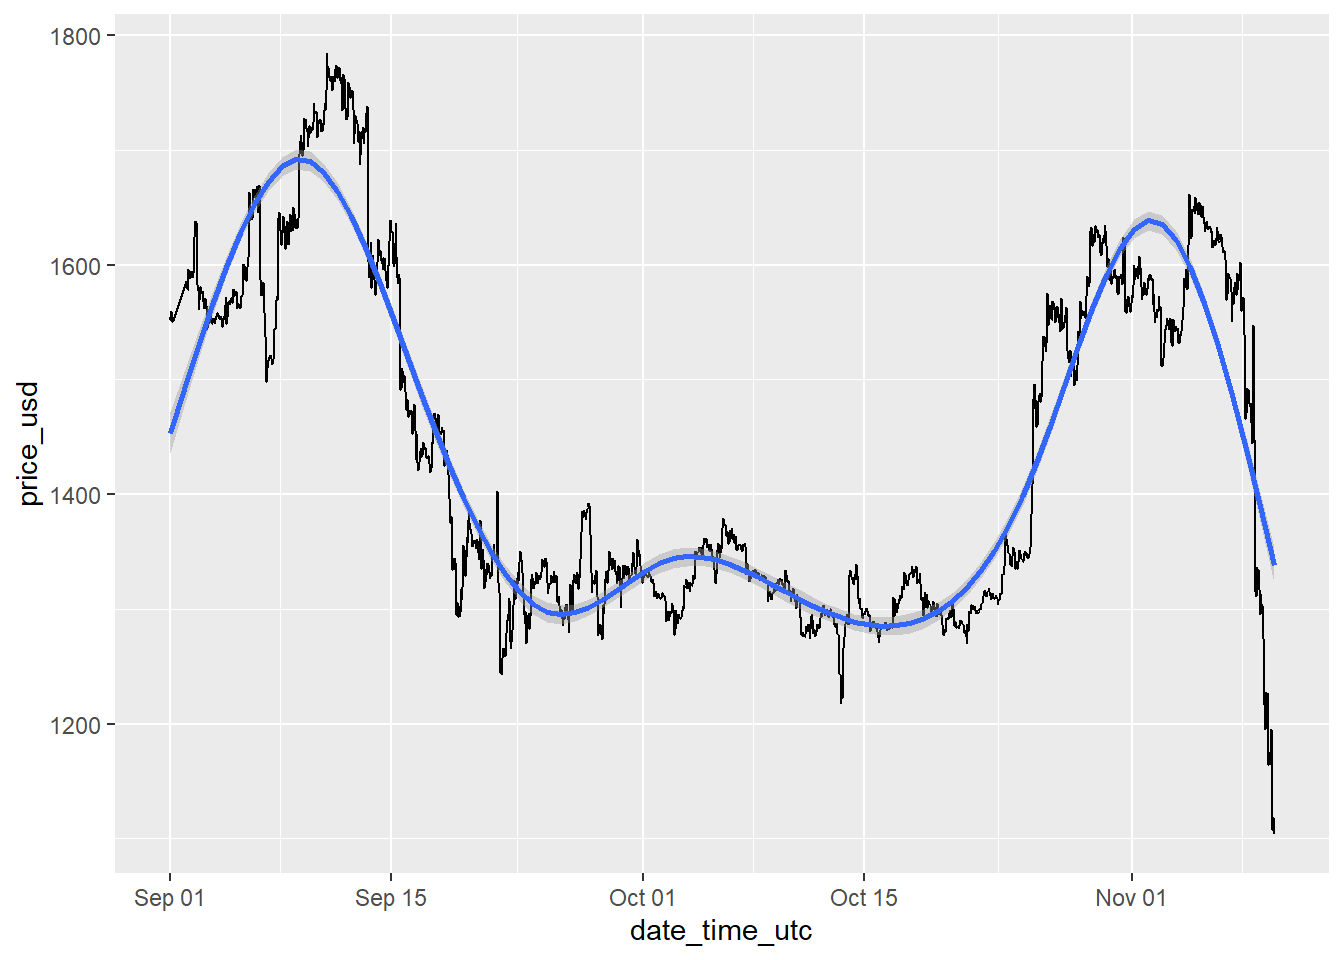 1800
1600
1400
1200
price_usd
Sep 01
Sep 15
Oct 01
Oct 15
Nov 01
date_time_utc